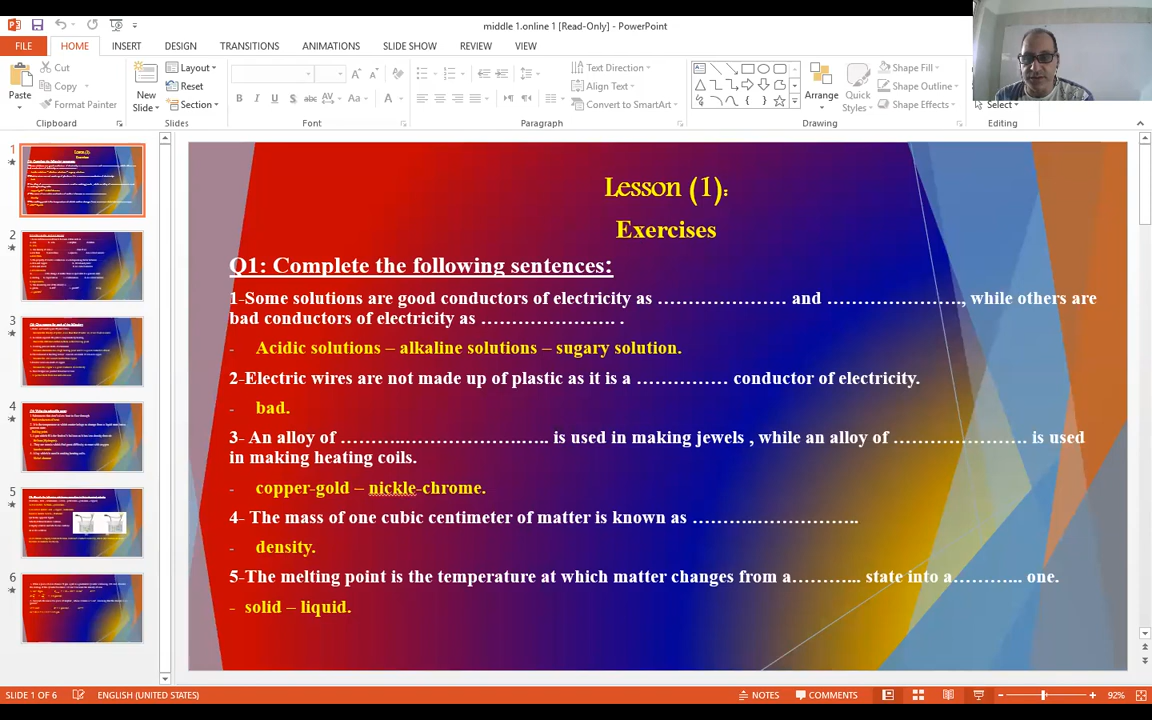 middle 1.online 1 [Read-Only] - PowerPoint
FILE HOME INSERT DESIGN TRANSITIONS ANIMATIONS SLIDE SHOW REVIEW VIEW
Paste
Cut
Copy
Format Painter
Clipboard
New
Slide
Layout
Reset
Section
Slides
Font
Text Direction
Align Text
Convert to SmartArt
Paragraph
Arrange
Quick
Styles
Shape Fill
Shape Outline
Shape Effects
Drawing
Select
Editing
1
2
3
4
5
6
Lesson (1):
Exercises
Q1: Complete the following sentences:
1-Some solutions are good conductors of electricity as ………………… and …………………., while others are
bad conductors of electricity as …………………. .
- Acidic solutions – alkaline solutions – sugary solution.
2-Electric wires are not made up of plastic as it is a …………… conductor of electricity.
- bad.
3- An alloy of …………………………….. is used in making jewels , while an alloy of …………………. is used
in making heating coils.
- copper-gold – nickle-chrome.
4- The mass of one cubic centimeter of matter is known as ………..……………..
- density.
5-The melting point is the temperature at which matter changes from a………... state into a………... one.
- solid – liquid.
SLIDE 1 OF 6 ENGLISH (UNITED STATES) NOTES COMMENTS 92%